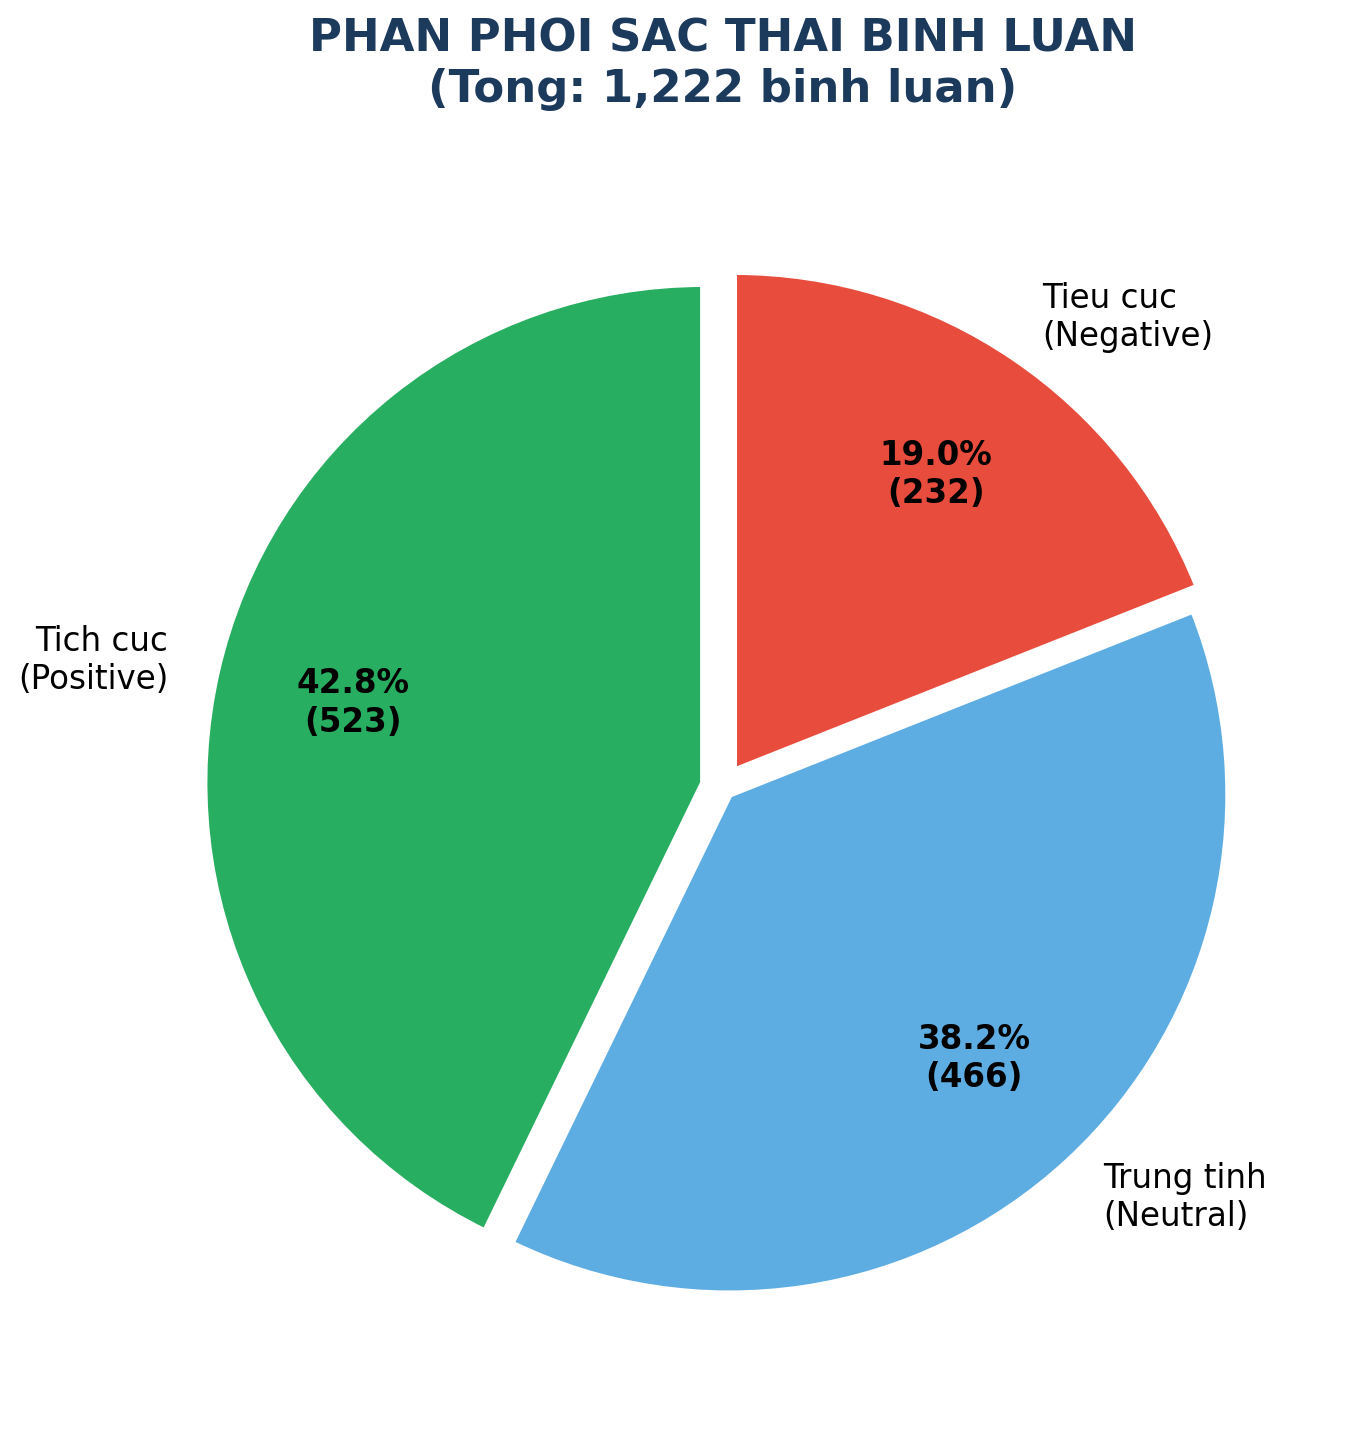 PHAN PHOI SAC THAI BINH LUAN
(Tong: 1,222 binh luan)
Tieu cuc
(Negative)
19.0%
(232)
Tich cuc
(Positive)
42.8%
(523)
38.2%
(466)
Trung tinh
(Neutral)